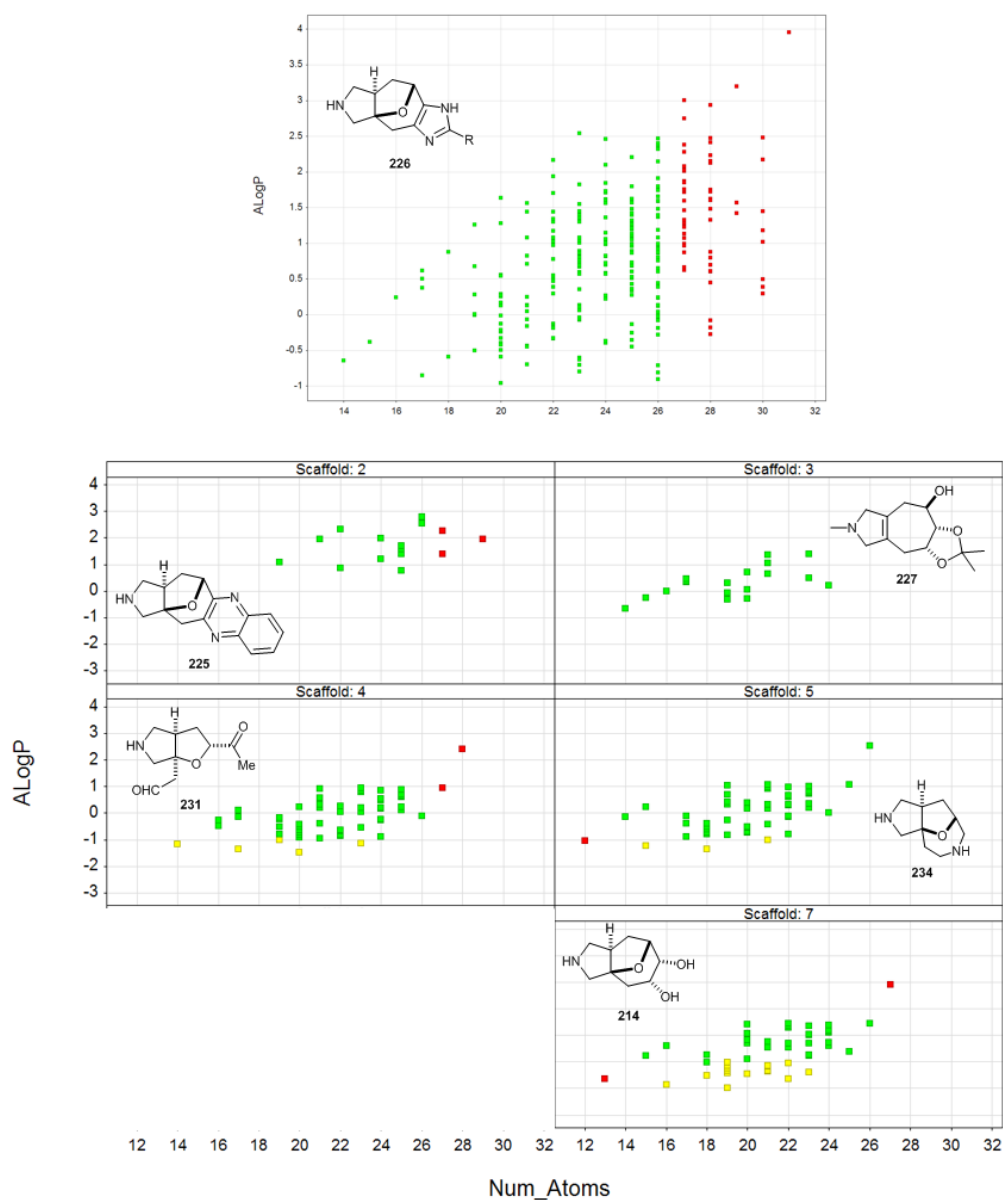 4
3.5
3
2.5
2
1.5
1
0.5
0
-0.5
-1
ALogP
H
HN
O
NH
N
R
226
14 16 18 20 22 24 26 28 30 32
Scaffold: 2
4
3
2
1
0
-1
-2
-3
H
HN
O
N
N
225
Scaffold: 3
OH
N
O
O
227
Scaffold: 4
4
3
2
1
0
-1
-2
-3
H
HN
O
O
Me
OHC
231
Scaffold: 5
H
HN
O
NH
234
Scaffold: 7
H
HN
O
OH
OH
214
ALogP
12 14 16 18 20 22 24 26 28 30 32
12 14 16 18 20 22 24 26 28 30 32
Num_Atoms